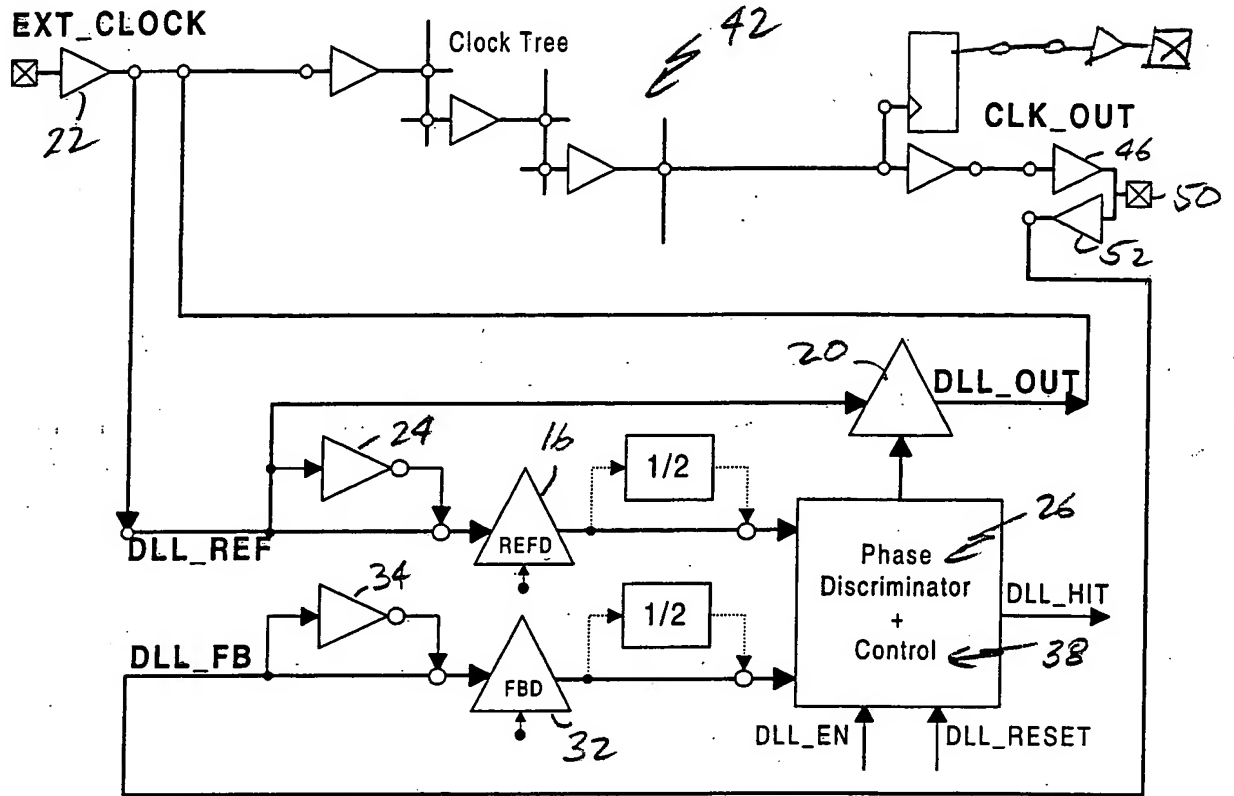 EXT_CLOCK
22
Clock Tree
42
CLK_OUT
46
50
52
20
DLL_OUT
24
16
1/2
REFD
DLL_REF
26
Phase
Discriminator
+
Control
38
DLL_HIT
34
1/2
DLL_FB
FBD
32
DLL_EN
DLL_RESET